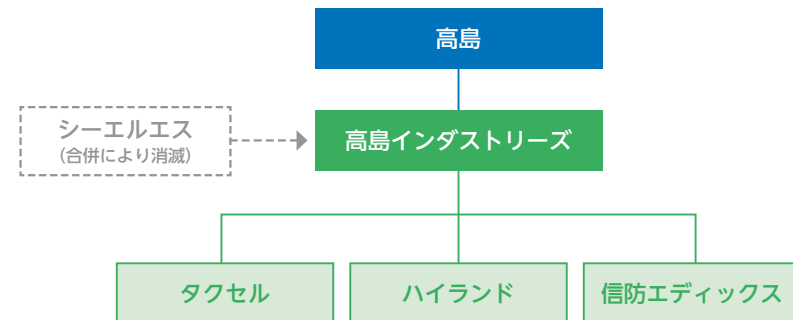 高島
シーエルエス
(合併により消滅)
高島インダストリーズ
タクセル
ハイランド
信防エディックス